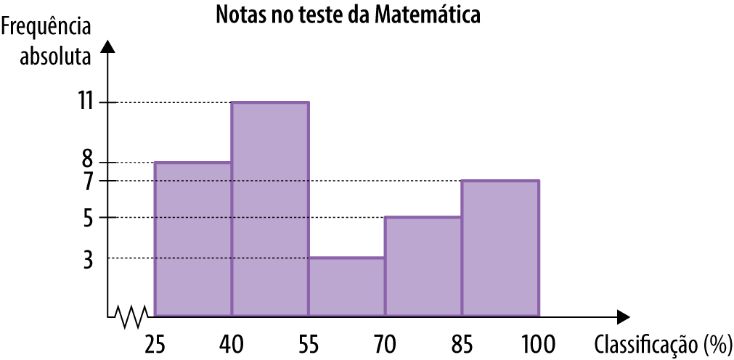 Notas no teste da Matemática
Frequência
absoluta
11
8
7
5
3
25 40 55 70 85 100 Classificação (%)